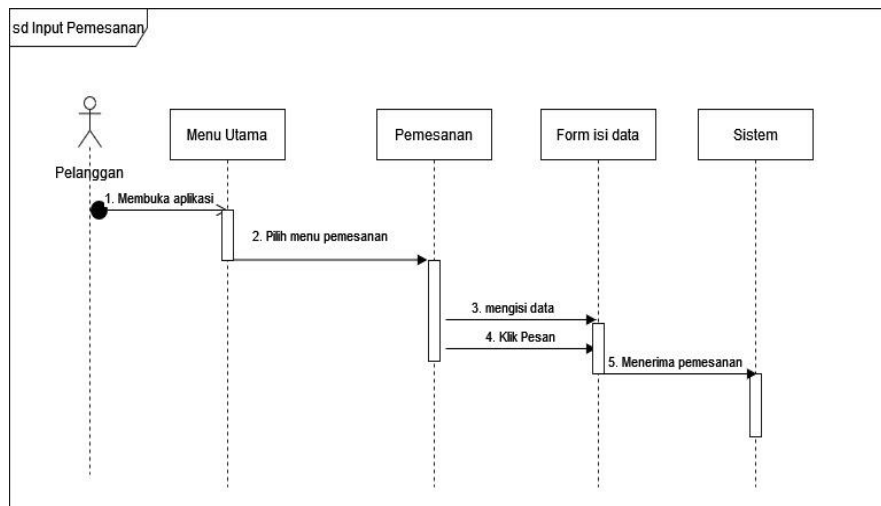 sd Input Pemesanan
Menu Utama
Pemesanan
Form isi data
Sistem
Pelanggan
1. Membuka aplikasi
2. Pilih menu pemesanan
3. mengisi data
4. Klik Pesan
5. Menerima pemesanan